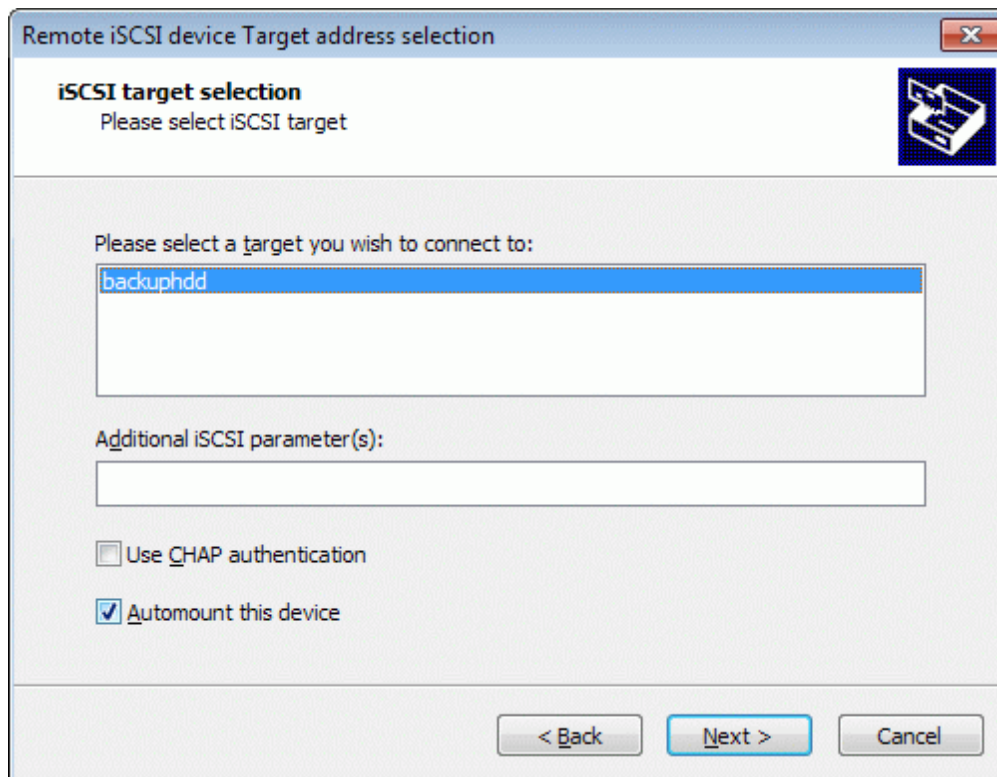 Remote iSCSI device Target address selection
iSCSI target selection
Please select iSCSI target
Please select a target you wish to connect to:
backuphdd
Additional iSCSI parameter(s):
Use CHAP authentication
Automount this device
< Back Next > Cancel